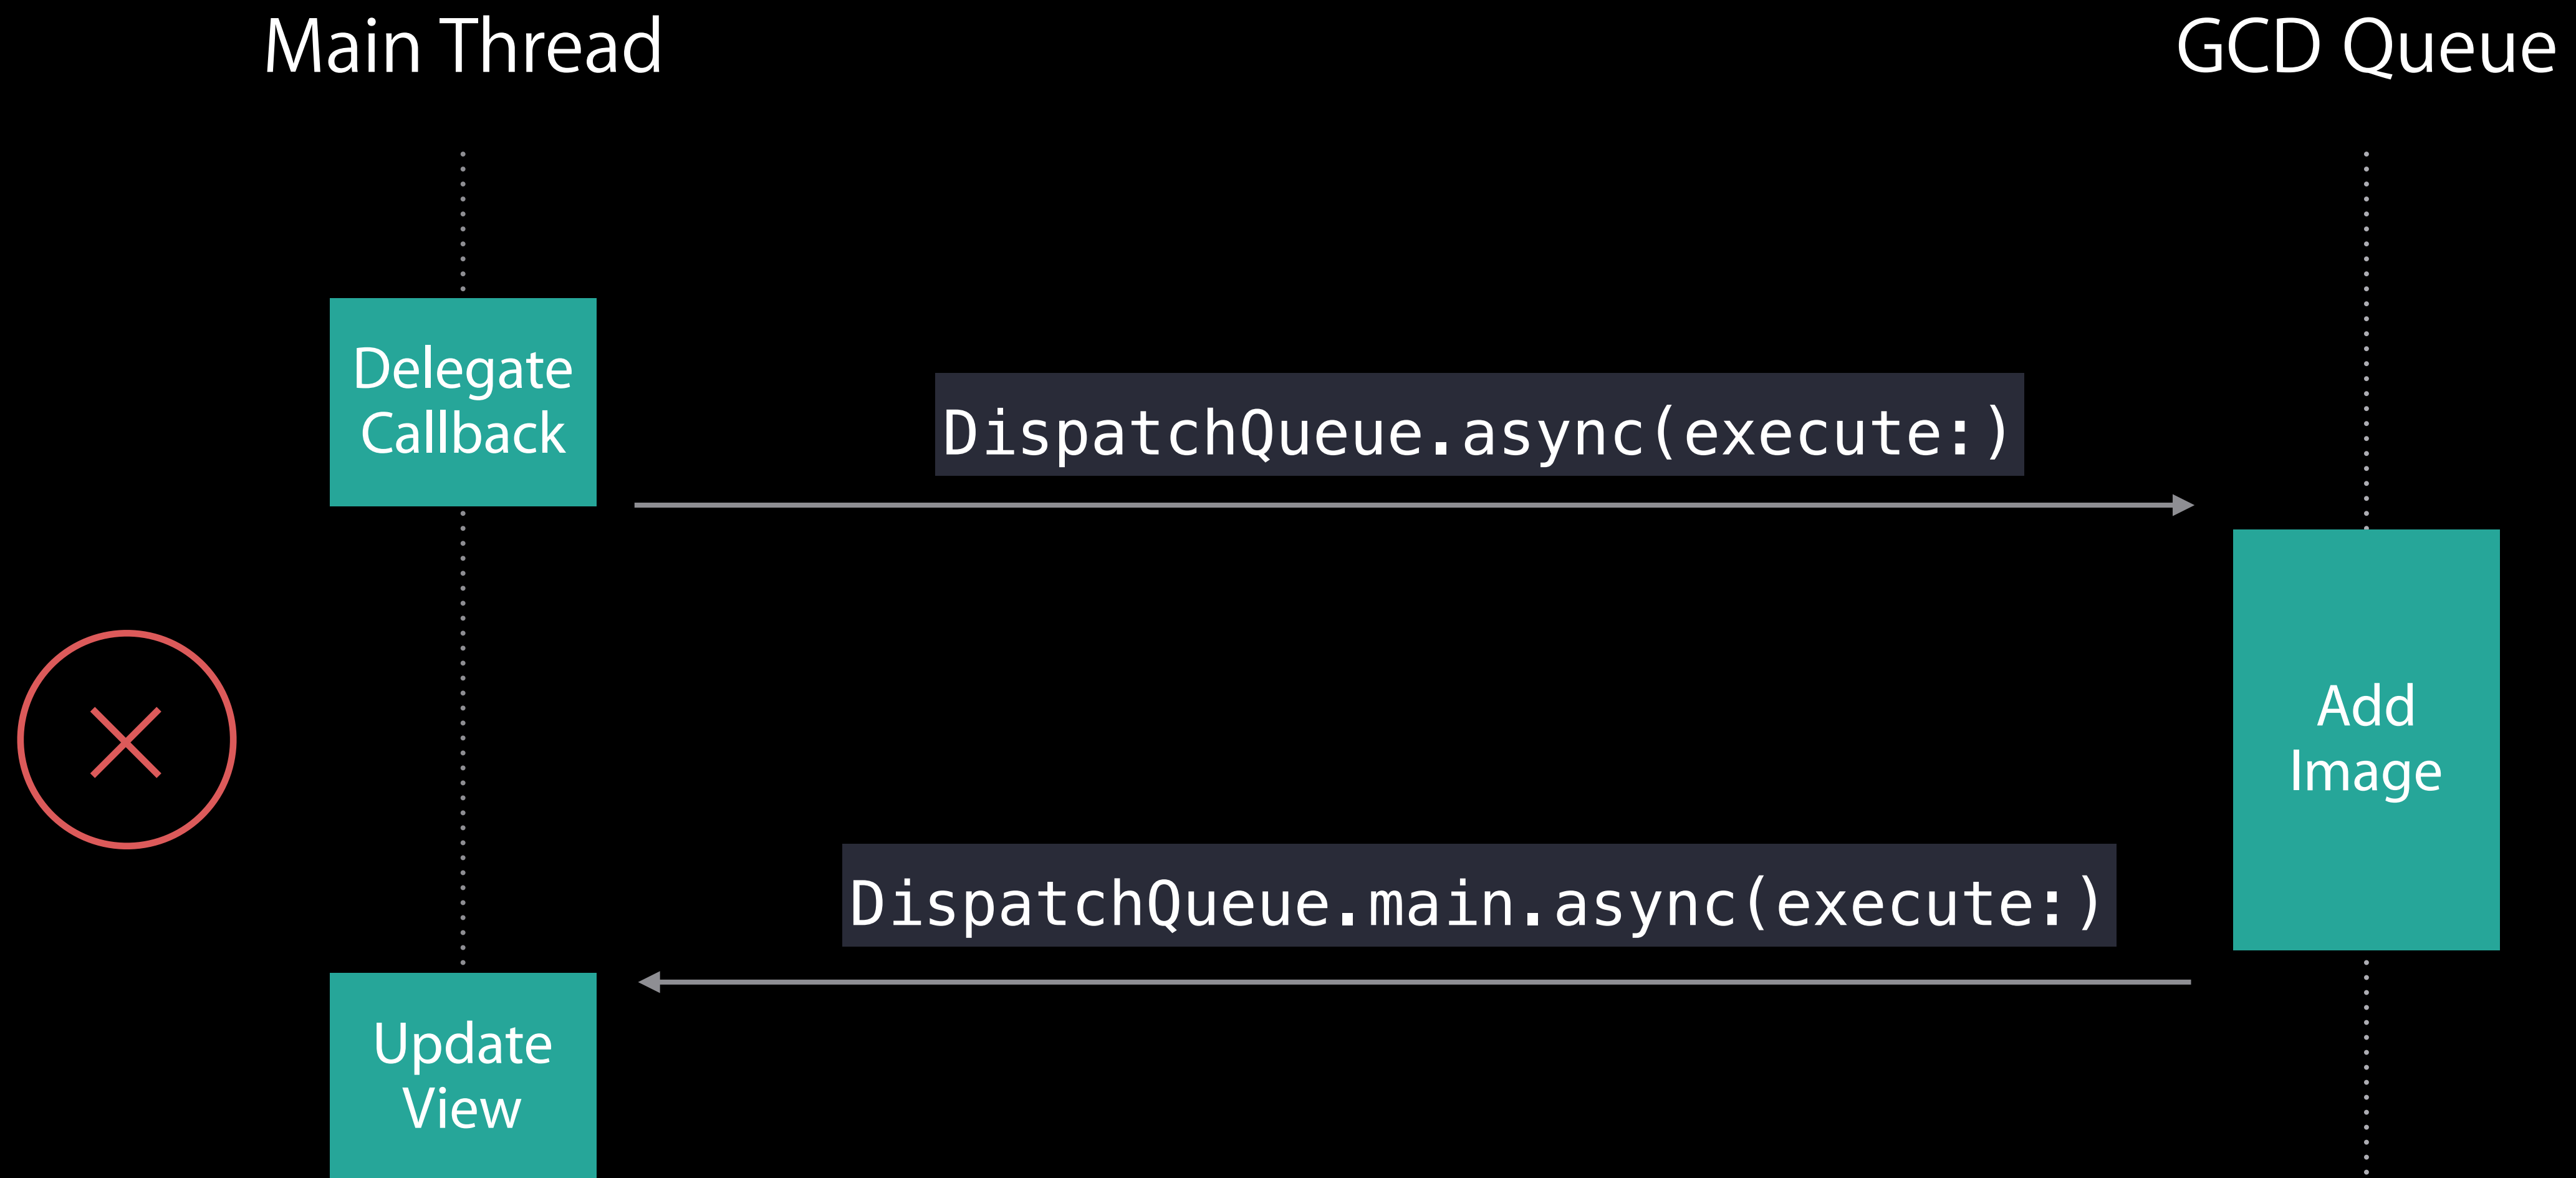 Main Thread
GCD Queue
Delegate
Callback
DispatchQueue.async(execute:)
Add
Image
DispatchQueue.main.async(execute:)
Update
View